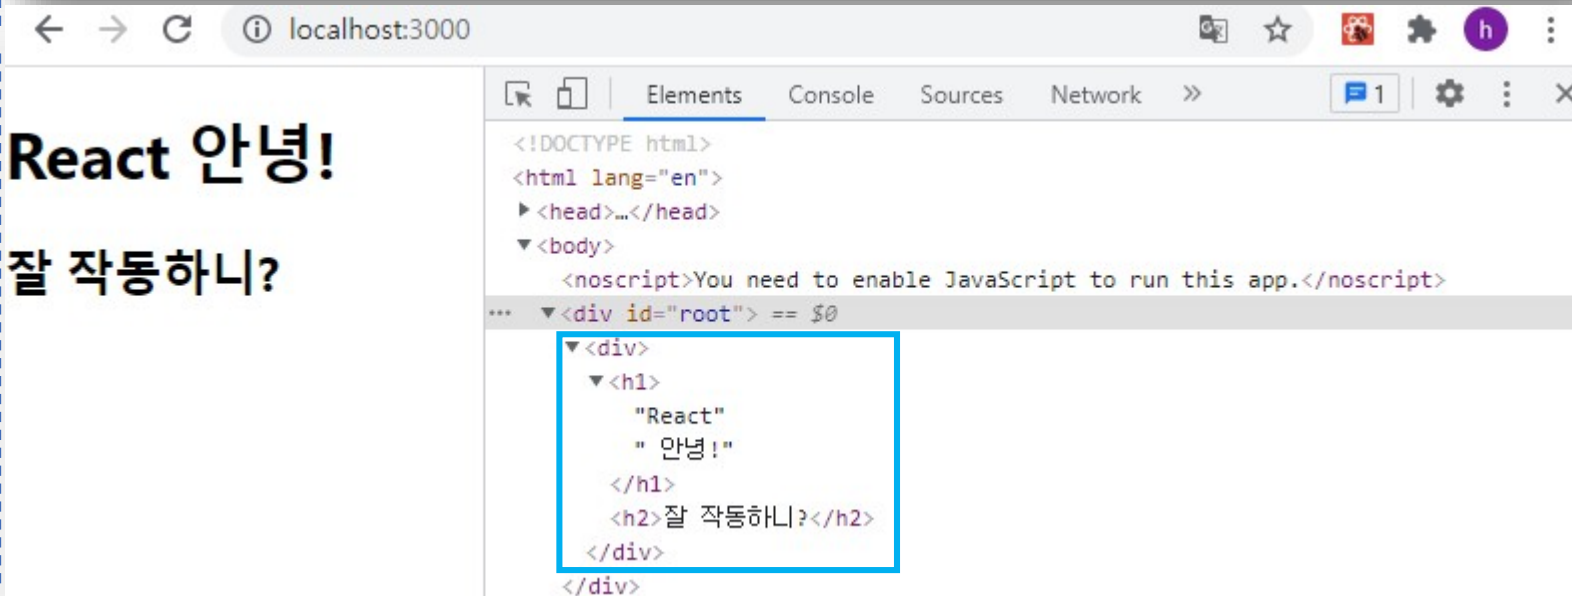 localhost:3000
h
Elements Console Sources Network 1
React 안녕!
잘 작동하니?
<!DOCTYPE html>
<html lang="en">
<head>…</head>
<body>
<noscript>You need to enable JavaScript to run this app.</noscript>
<div id="root"> == $0
<div>
<h1>
"React"
" 안녕!"
</h1>
<h2>잘 작동하니?</h2>
</div>
</div>